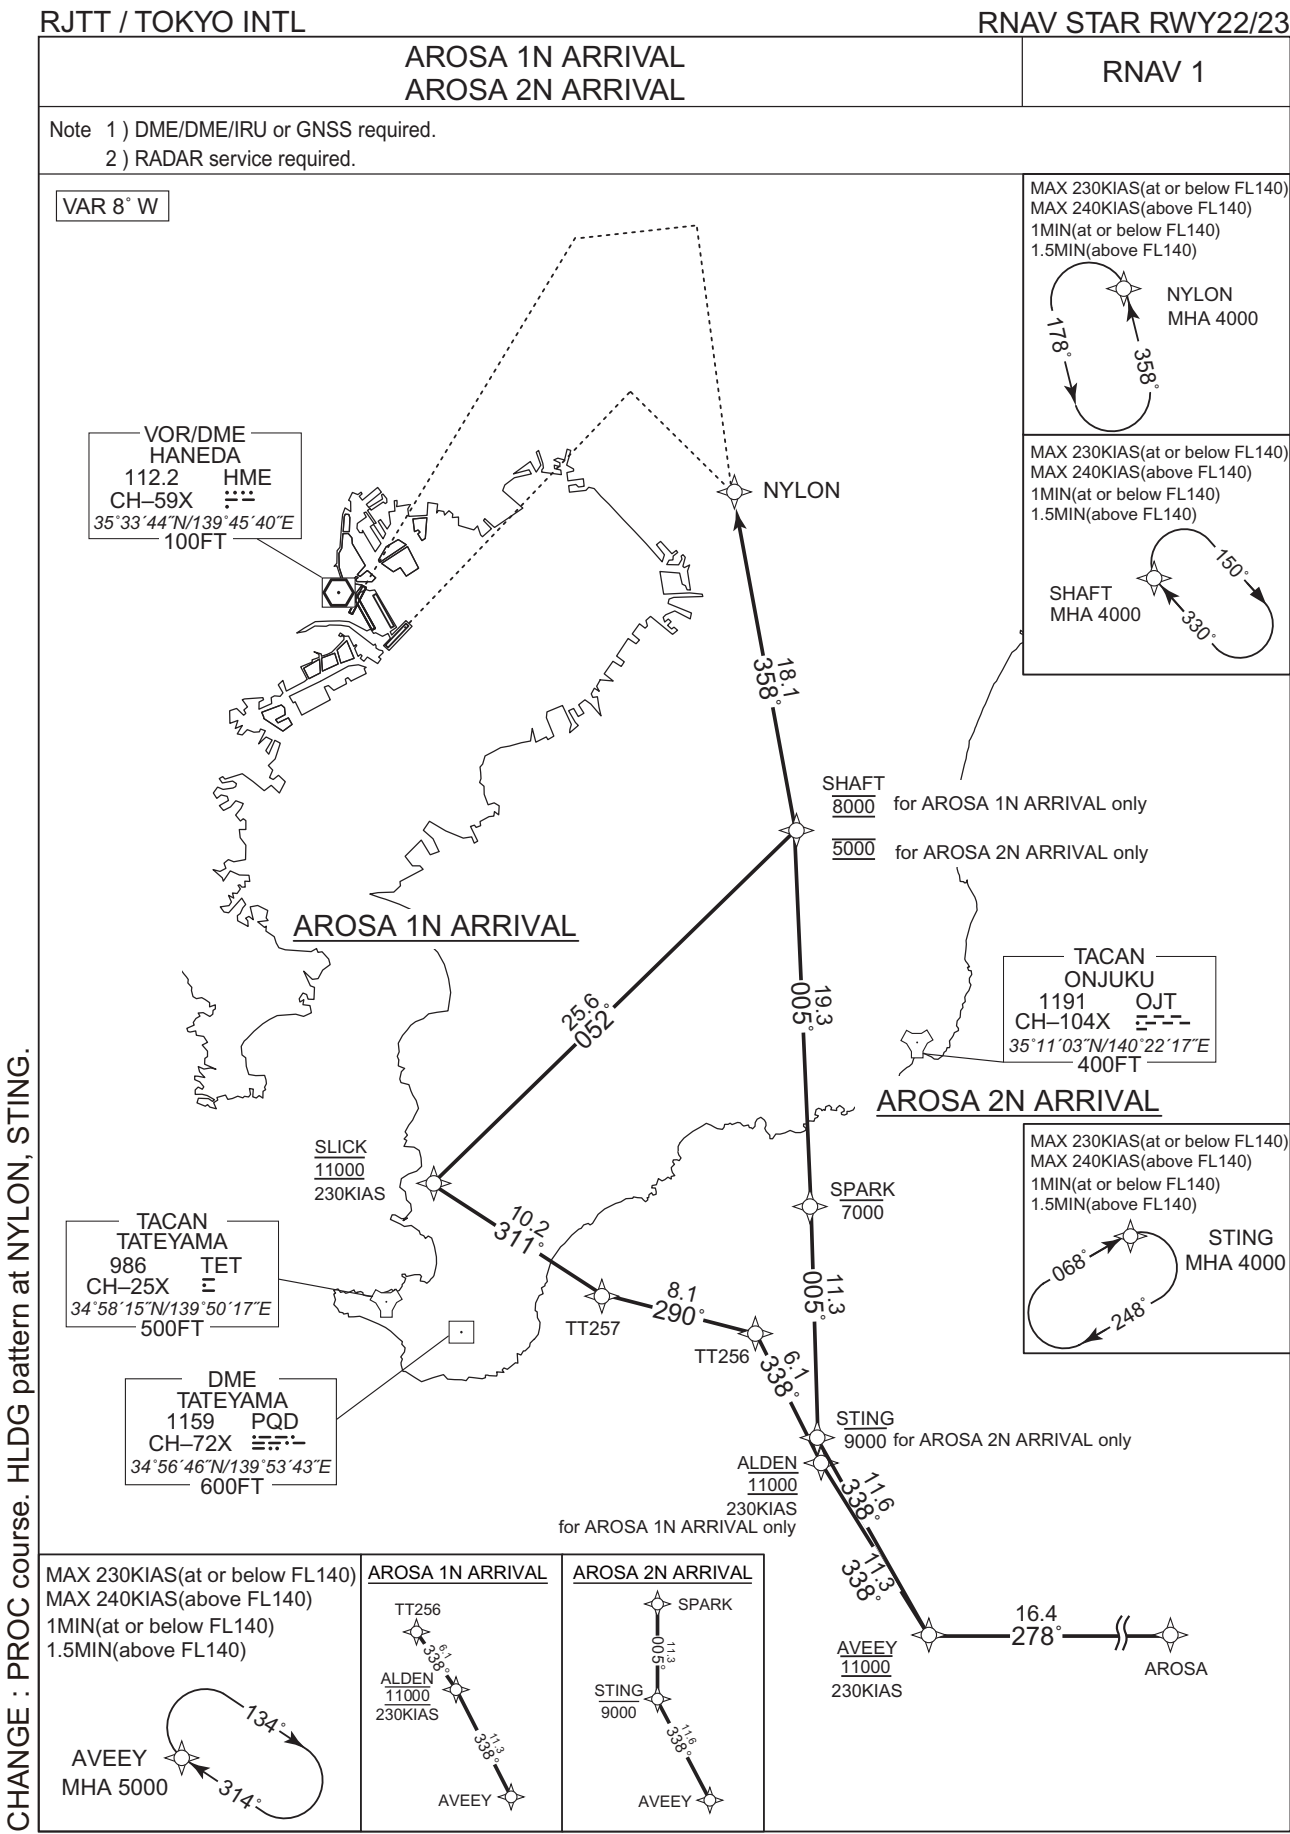 RJTT / TOKYO INTL
RNAV STAR RWY22/23
AROSA 1N ARRIVAL
AROSA 2N ARRIVAL
RNAV 1
Note 1 ) DME/DME/IRU or GNSS required.
2 ) RADAR service required.
VAR 8° W
MAX 230KIAS(at or below FL140)
MAX 240KIAS(above FL140)
1MIN(at or below FL140)
1.5MIN(above FL140)
NYLON
MHA 4000
178°
358°
MAX 230KIAS(at or below FL140)
MAX 240KIAS(above FL140)
1MIN(at or below FL140)
1.5MIN(above FL140)
150°
SHAFT
MHA 4000
330°
VOR/DME
HANEDA
112.2 HME
CH–59X
35°33′44″N/139°45′40″E
100FT
NYLON
18.1
358°
SHAFT
8000 for AROSA 1N ARRIVAL only
5000 for AROSA 2N ARRIVAL only
AROSA 1N ARRIVAL
TACAN
ONJUKU
1191 OJT
CH–104X
35°11′03″N/140°22′17″E
400FT
25.6
052°
19.3
005°
AROSA 2N ARRIVAL
SLICK
11000
230KIAS
SPARK
7000
MAX 230KIAS(at or below FL140)
MAX 240KIAS(above FL140)
1MIN(at or below FL140)
1.5MIN(above FL140)
STING
MHA 4000
068°
248°
10.2
311°
TACAN
TATEYAMA
986 TET
CH–25X
34°58′15″N/139°50′17″E
500FT
8.1
290°
11.3
005°
TT257
TT256
6.1
338°
DME
TATEYAMA
1159 PQD
CH–72X
34°56′46″N/139°53′43″E
600FT
STING
9000 for AROSA 2N ARRIVAL only
ALDEN
11000
230KIAS
for AROSA 1N ARRIVAL only
11.6
338°
11.3
338°
16.4
278°
AVEEY
11000
230KIAS
AROSA
MAX 230KIAS(at or below FL140)
MAX 240KIAS(above FL140)
1MIN(at or below FL140)
1.5MIN(above FL140)
134°
AVEEY
MHA 5000
314°
AROSA 1N ARRIVAL
TT256
6.1
338°
ALDEN
11000
230KIAS
11.3
338°
AVEEY
AROSA 2N ARRIVAL
SPARK
11.3
005°
STING
9000
11.6
338°
AVEEY
CHANGE : PROC course. HLDG pattern at NYLON, STING.